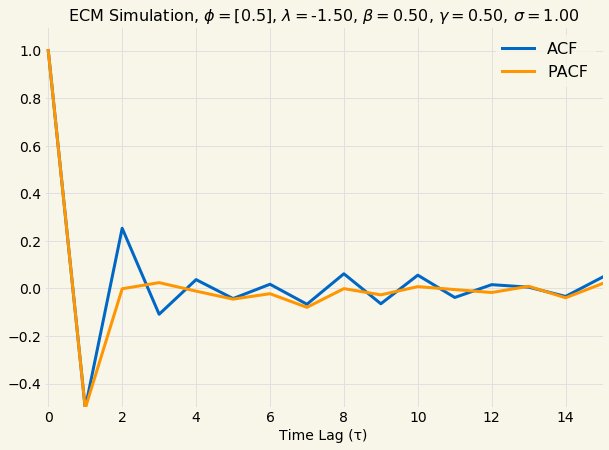 ECM Simulation, ϕ = [0.5], λ = -1.50, β = 0.50, γ = 0.50, σ = 1.00
ACF
PACF
1.0
0.8
0.6
0.4
0.2
0.0
−0.2
−0.4
0 2 4 6 8 10 12 14
Time Lag (τ)